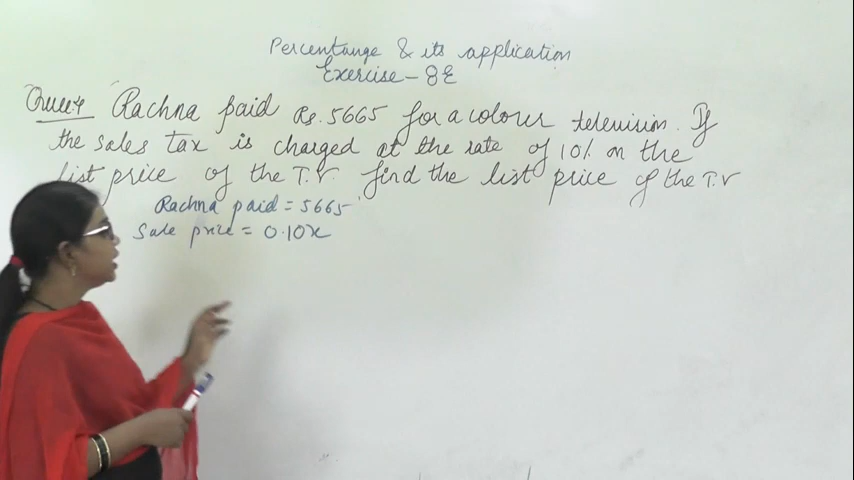 Percentange & its application
Exercise - 8E
Ques4 Rachna paid Rs. 5665 for a colour television. If
the sales tax is charged at the rate of 10% on the
list price of the T.V. find the list price of the T.V
Rachna paid = 5665
Sale price = 0.10x